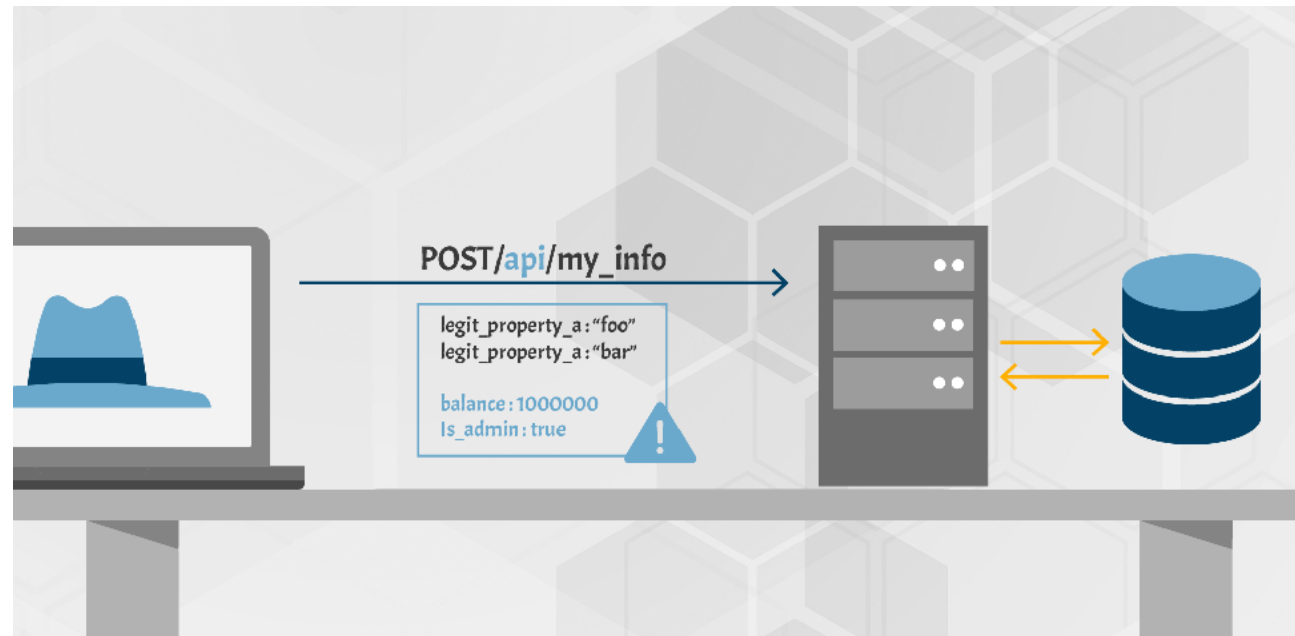 POST/api/my_info
legit_property_a:“foo”
legit_property_a:“bar”
balance:1000000
Is_admin:true
!